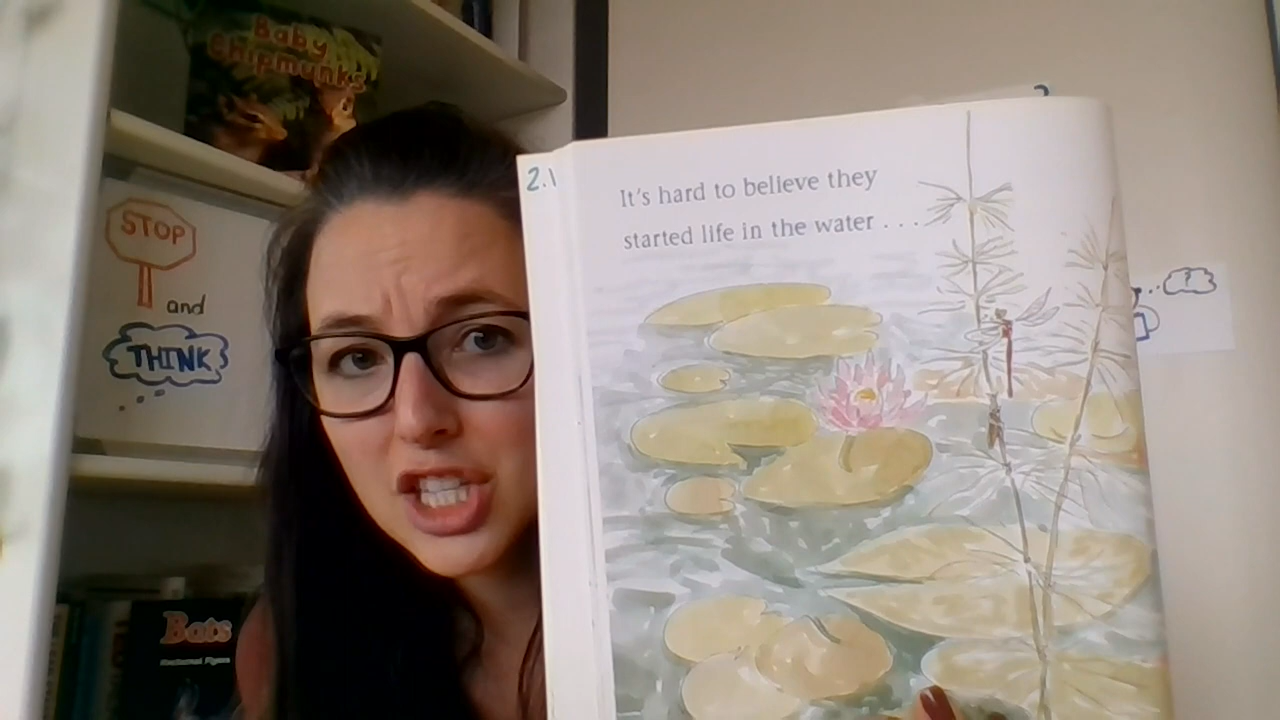 Baby
Chipmunks
STOP
and
THINK
Bats
2.1
It's hard to believe they
started life in the water . . . .
?